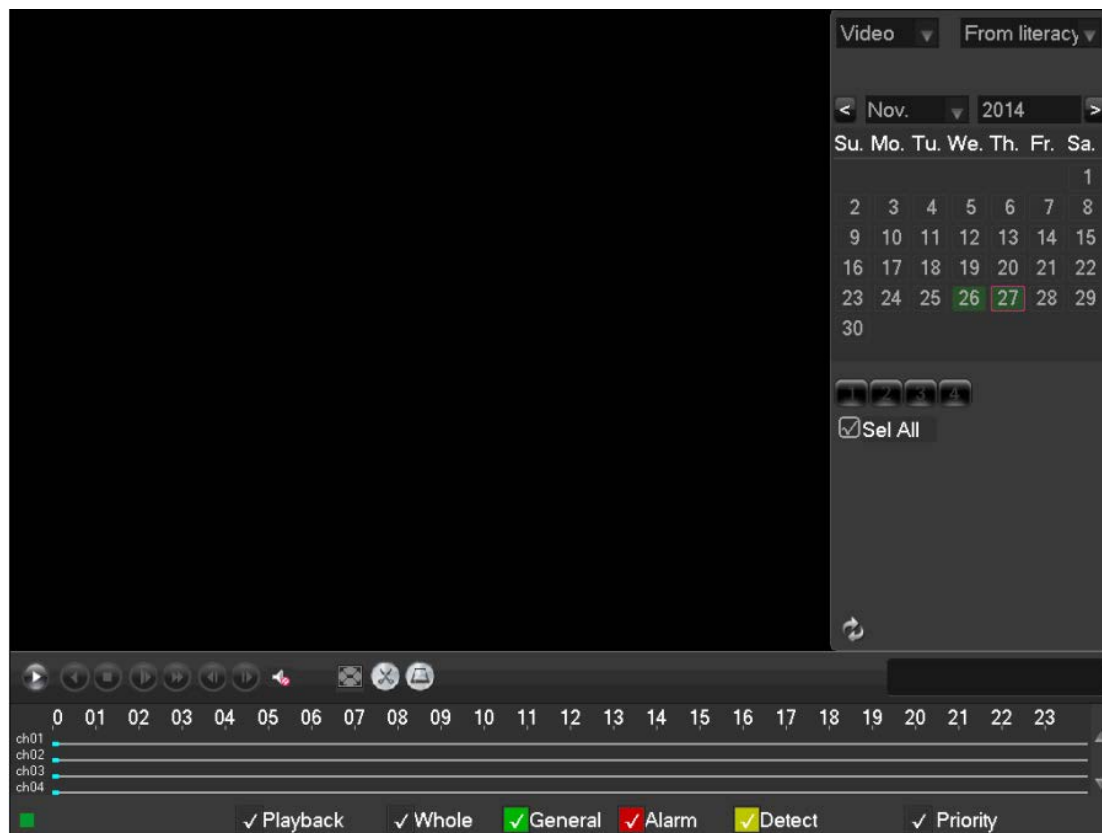 Video From literacy
< Nov. 2014 >
Su. Mo. Tu. We. Th. Fr. Sa.
1
2 3 4 5 6 7 8
9 10 11 12 13 14 15
16 17 18 19 20 21 22
23 24 25 26 27 28 29
30
1 2 3 4
Sel All
0 01 02 03 04 05 06 07 08 09 10 11 12 13 14 15 16 17 18 19 20 21 22 23
ch01
ch02
ch03
ch04
Playback Whole General Alarm Detect Priority